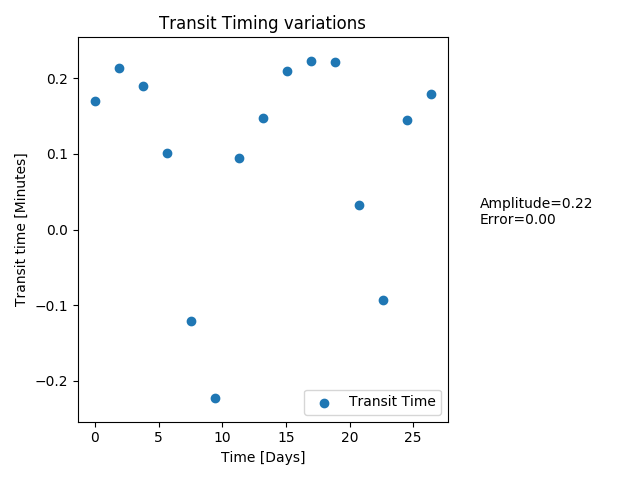 Transit Timing variations
Transit time [Minutes]
0.2
0.1
0.0
−0.1
−0.2
Amplitude=0.22
Error=0.00
Transit Time
0 5 10 15 20 25
Time [Days]